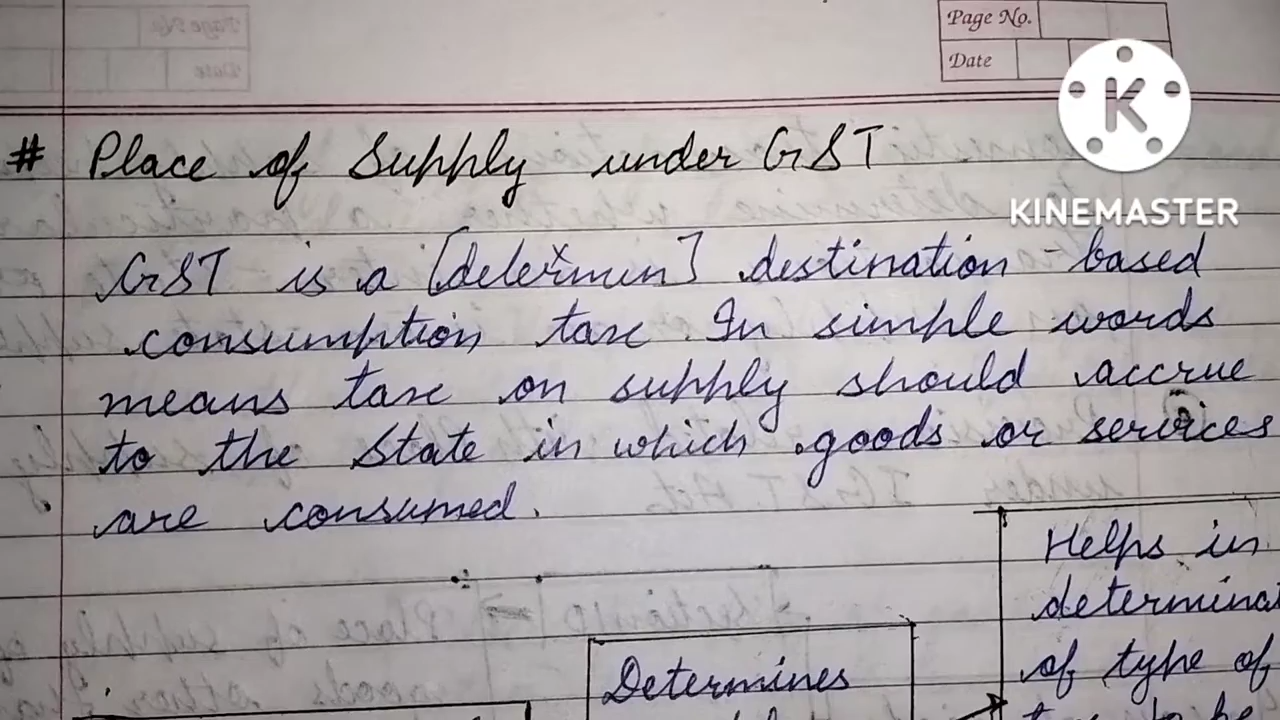 Page No.
Date
KINEMASTER
# Place of Supply under GST
GST is a [determin] destination-based
consumption tax. In simple words
means tax on supply should accrue
to the State in which goods or services
are consumed.
Helps in
determinat
of type of
Determines